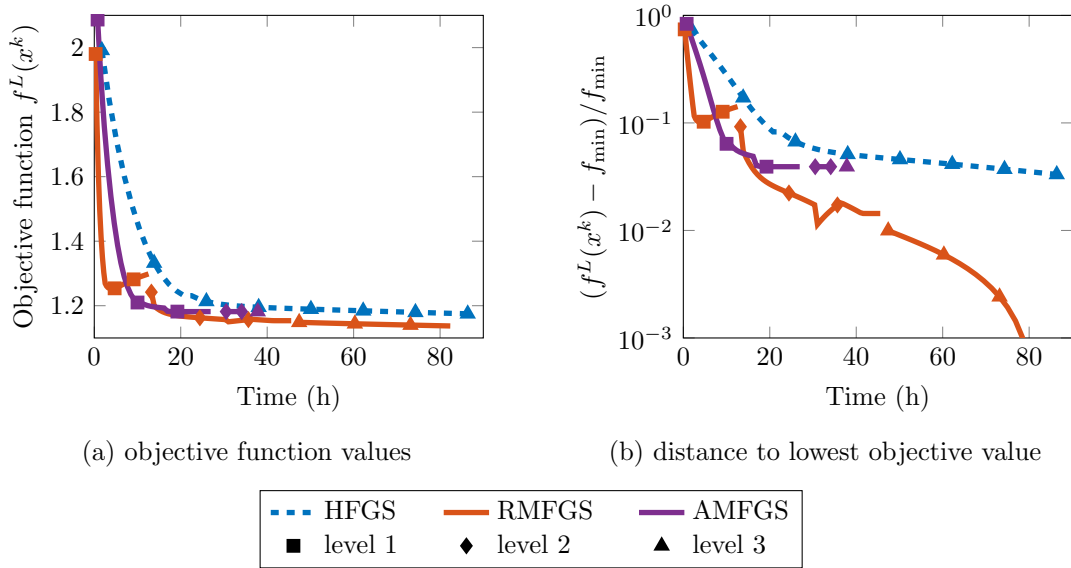 2
1.8
1.6
1.4
1.2
0
20
40
60
80
Objective function f^L(x^k)
Time (h)
(a) objective function values
10^0
10^−1
10^−2
10^−3
0
20
40
60
80
(f^L(x^k) − f_min)/f_min
Time (h)
(b) distance to lowest objective value
HFGS RMFGS AMFGS
level 1 level 2 level 3